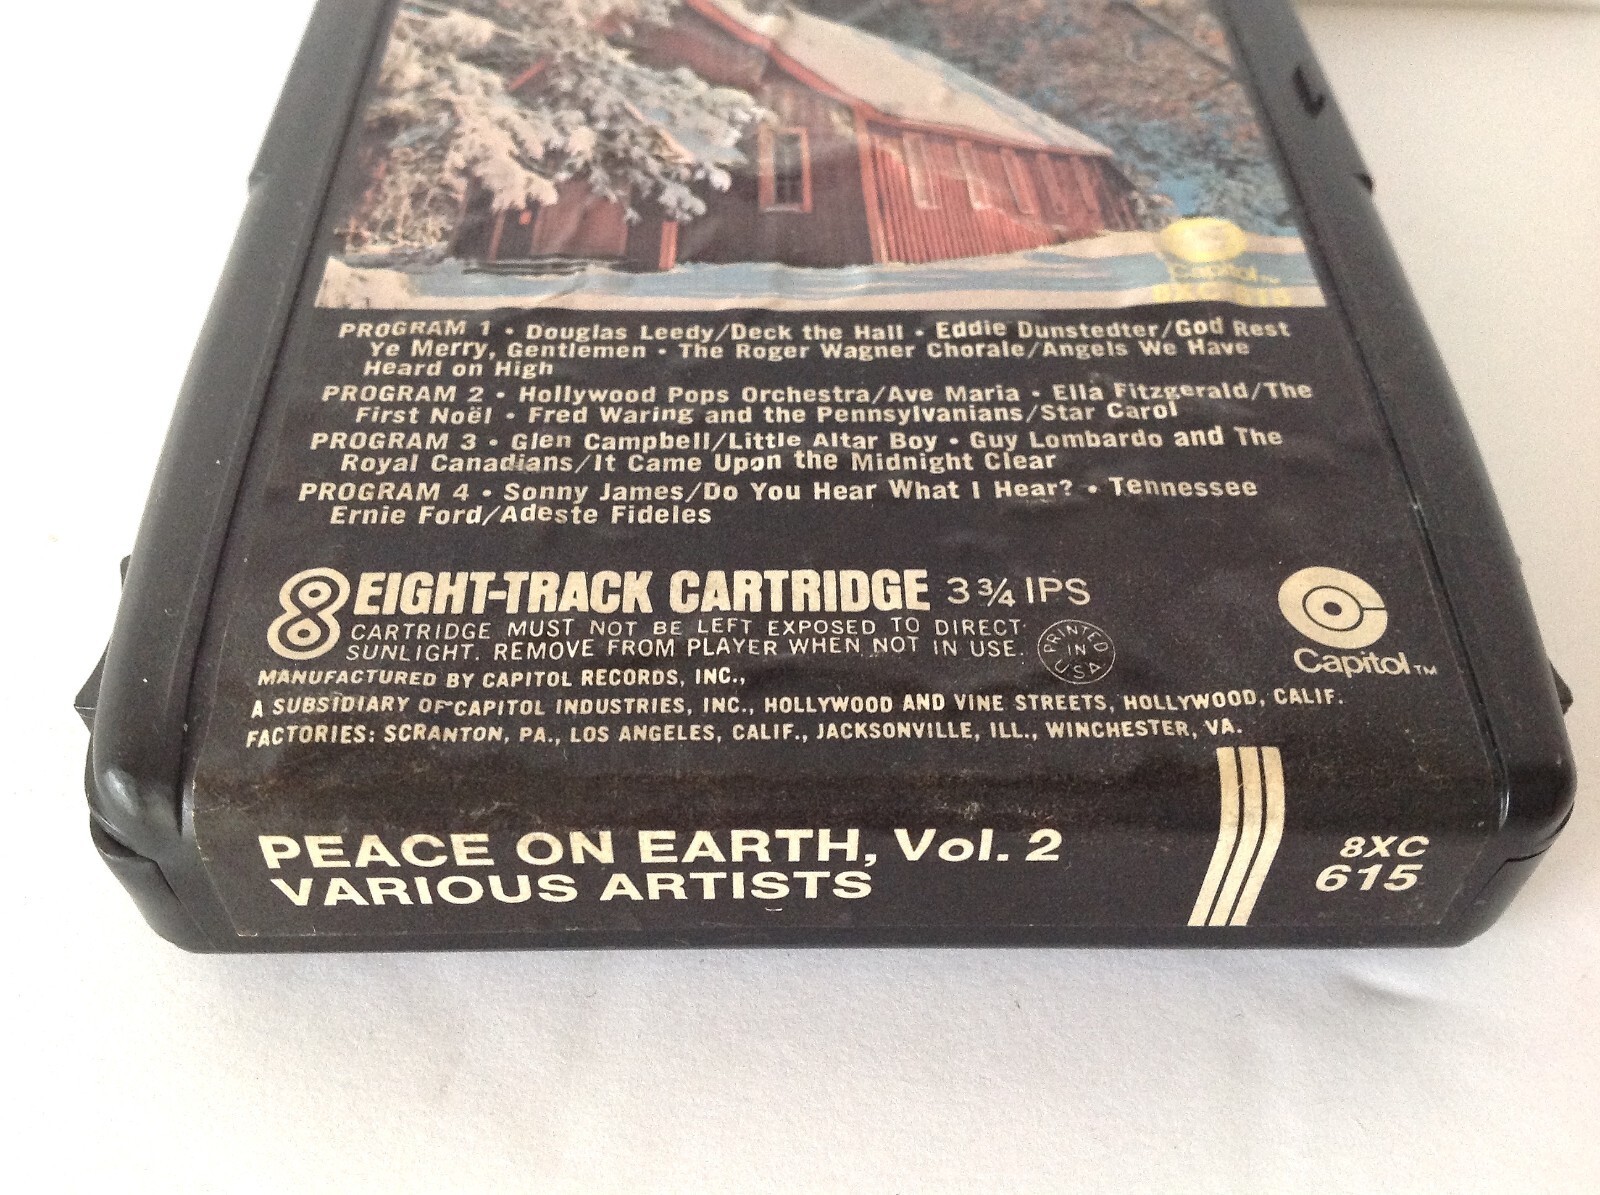 8
Capitol™
8XC 615
PROGRAM 1 • Douglas Leedy/Deck the Hall • Eddie Dunstedter/God Rest
Ye Merry, Gentlemen • The Roger Wagner Chorale/Angels We Have
Heard on High
PROGRAM 2 • Hollywood Pops Orchestra/Ave Maria • Ella Fitzgerald/The
First Noël • Fred Waring and the Pennsylvanians/Star Carol
PROGRAM 3 • Glen Campbell/Little Altar Boy • Guy Lombardo and The
Royal Canadians/It Came Upon the Midnight Clear
PROGRAM 4 • Sonny James/Do You Hear What I Hear? • Tennessee
Ernie Ford/Adeste Fideles
8 EIGHT-TRACK CARTRIDGE 3 3/4 IPS
CARTRIDGE MUST NOT BE LEFT EXPOSED TO DIRECT
SUNLIGHT. REMOVE FROM PLAYER WHEN NOT IN USE.
PRINTED IN USA
Capitol™
MANUFACTURED BY CAPITOL RECORDS, INC.,
A SUBSIDIARY OF CAPITOL INDUSTRIES, INC., HOLLYWOOD AND VINE STREETS, HOLLYWOOD, CALIF.
FACTORIES: SCRANTON, PA., LOS ANGELES, CALIF., JACKSONVILLE, ILL., WINCHESTER, VA.
PEACE ON EARTH, Vol. 2
VARIOUS ARTISTS
8XC
615